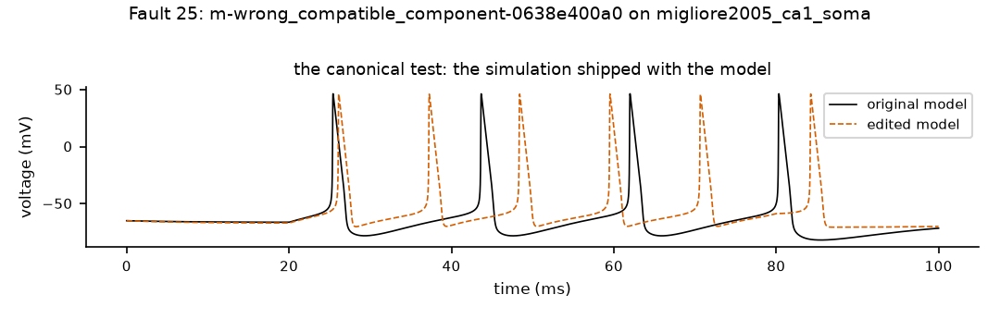 Fault 25: m-wrong_compatible_component-0638e400a0 on migliore2005_ca1_soma
the canonical test: the simulation shipped with the model
50
0
−50
voltage (mV)
original model
edited model
0
20
40
60
80
100
time (ms)